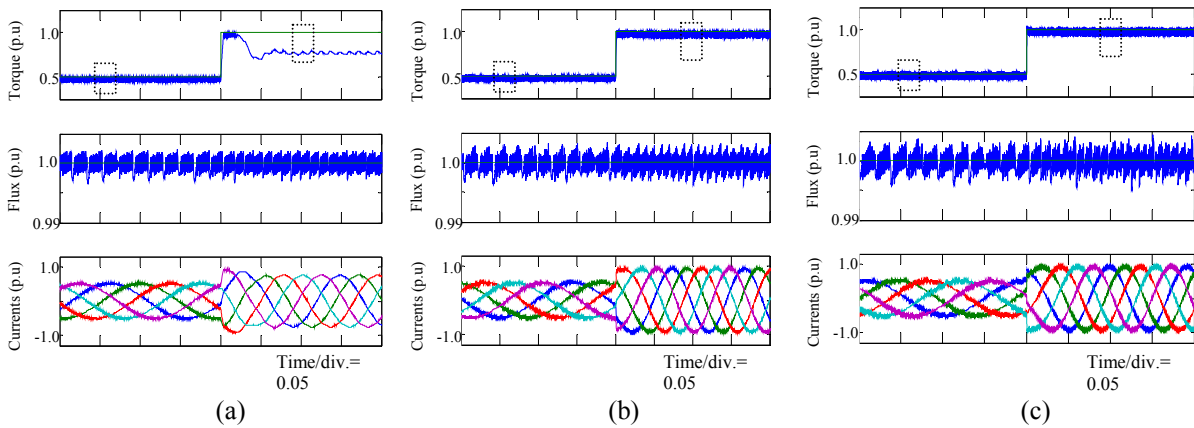 Torque (p.u)
1.0
0.5
Flux (p.u)
1.0
0.99
Currents (p.u)
1.0
-1.0
Time/div.=
0.05
(a)
Torque (p.u)
1.0
0.5
Flux (p.u)
1.0
0.99
Currents (p.u)
1.0
-1.0
Time/div.=
0.05
(b)
Torque (p.u)
1.0
0.5
Flux (p.u)
1.0
0.99
Currents (p.u)
1.0
-1.0
Time/div.=
0.05
(c)